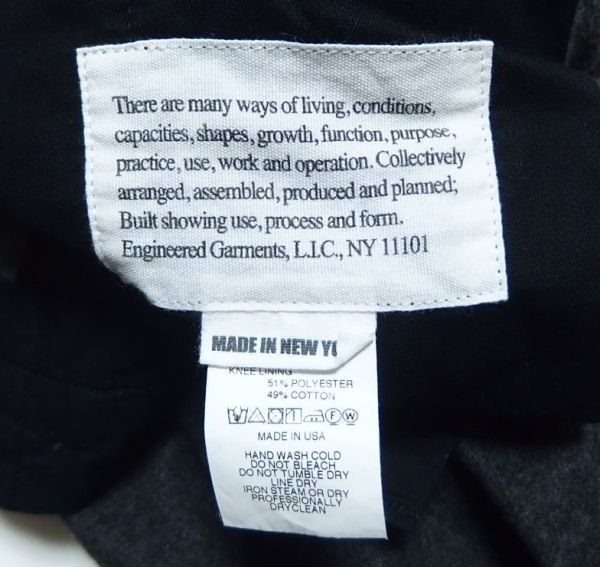 There are many ways of living, conditions,
capacities, shapes, growth, function, purpose,
practice, use, work and operation. Collectively
arranged, assembled, produced and planned;
Built showing use, process and form.
Engineered Garments, L.I.C., NY 11101
MADE IN NEW
KNEE LINING
51% POLYESTER
49% COTTON
F W
MADE IN USA
HAND WASH COLD
DO NOT BLEACH
DO NOT TUMBLE DRY
LINE DRY
IRON STEAM OR DRY
PROFESSIONALLY
DRYCLEAN